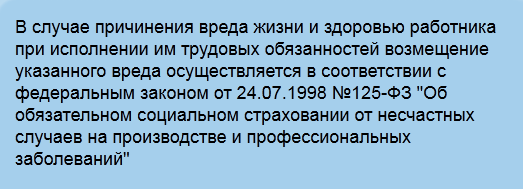 В случае причинения вреда жизни и здоровью работника
при исполнении им трудовых обязанностей возмещение
указанного вреда осуществляется в соответствии с
федеральным законом от 24.07.1998 №125-ФЗ "Об
обязательном социальном страховании от несчастных
случаев на производстве и профессиональных
заболеваний"